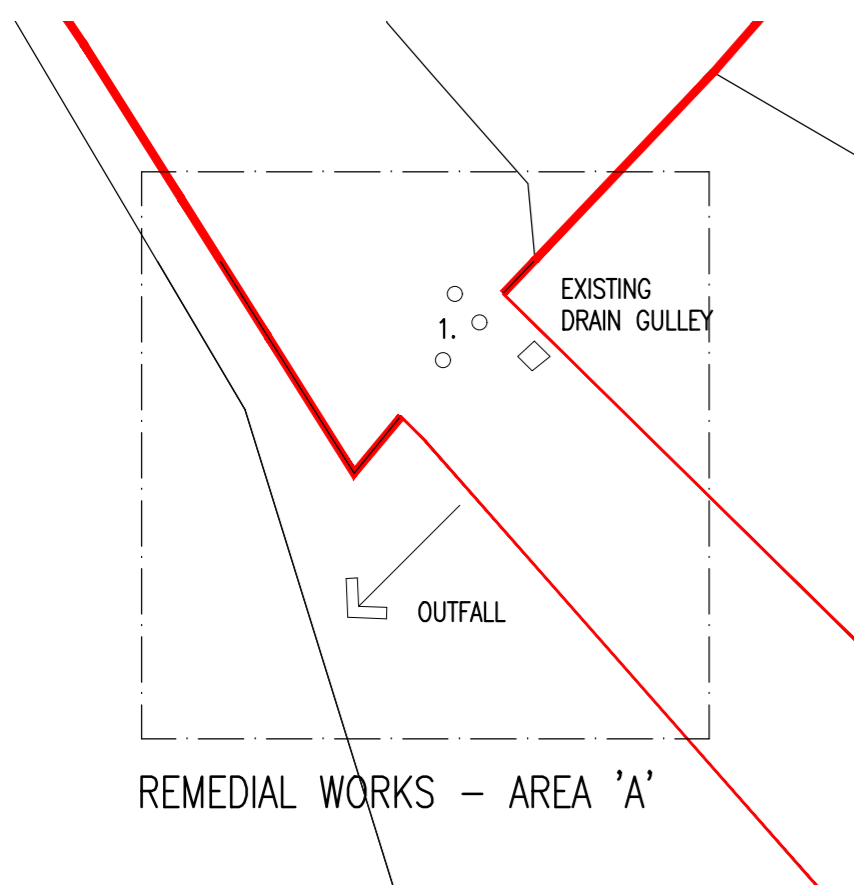 EXISTING
DRAIN GULLEY
1.
OUTFALL
REMEDIAL WORKS – AREA 'A'